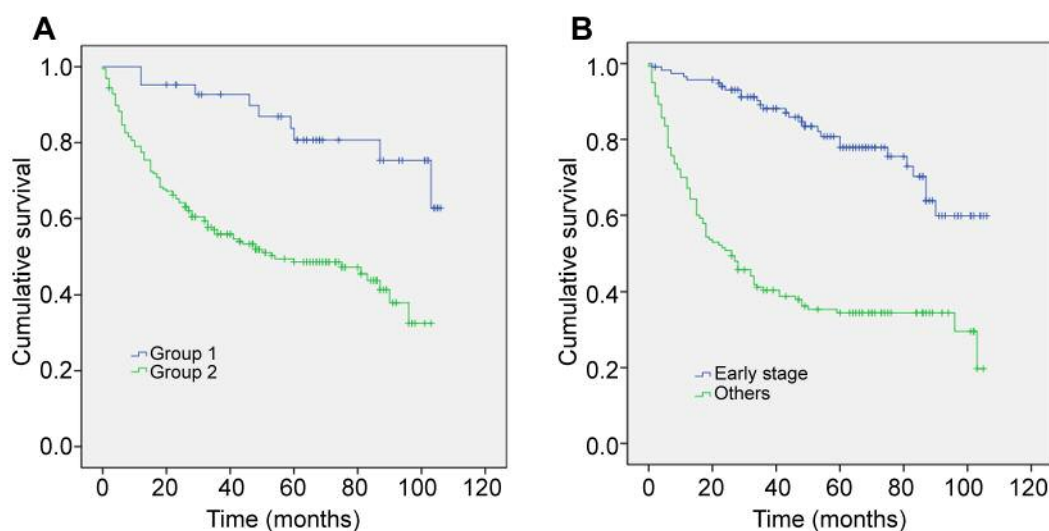 A
Cumulative survival
1.0
0.8
0.6
0.4
0.2
0.0
Group 1
Group 2
0 20 40 60 80 100 120
Time (months)
B
Cumulative survival
1.0
0.8
0.6
0.4
0.2
0.0
Early stage
Others
0 20 40 60 80 100 120
Time (months)